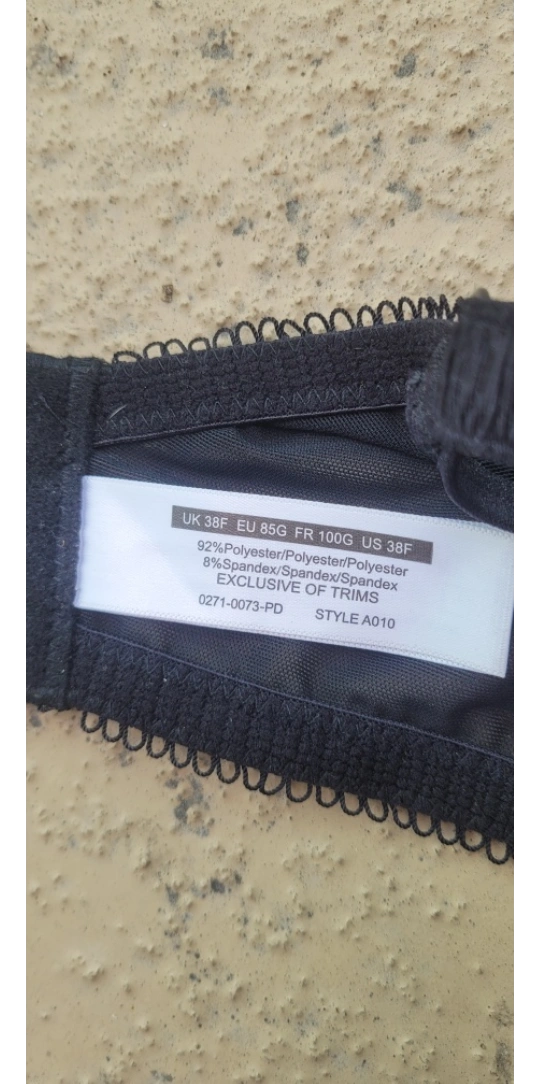 UK 38F EU 85G FR 100G US 38F
92%Polyester/Polyester/Polyester
8%Spandex/Spandex/Spandex
EXCLUSIVE OF TRIMS
0271-0073-PD STYLE A010